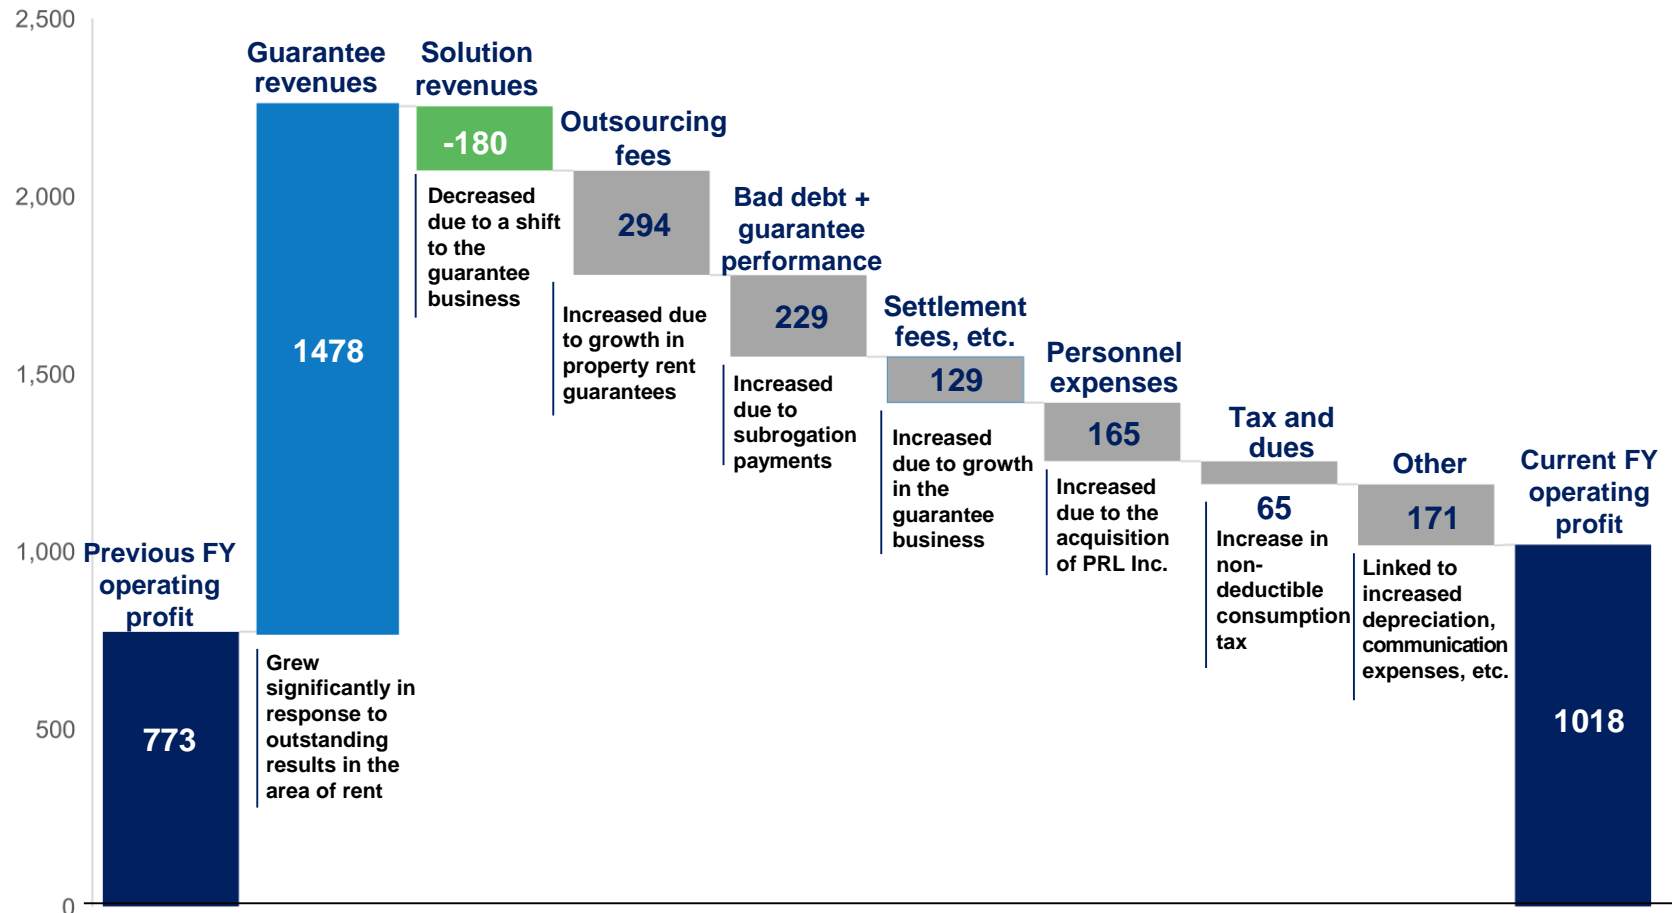 2,500
2,000
1,500
1,000
500
0
Previous FY
operating
profit
773
Guarantee
revenues
1478
Grew
significantly in
response to
outstanding
results in the
area of rent
Solution
revenues
-180
Decreased
due to a shift
to the
guarantee
business
Outsourcing
fees
294
Increased due
to growth in
property rent
guarantees
Bad debt +
guarantee
performance
229
Increased
due to
subrogation
payments
Settlement
fees, etc.
129
Increased
due to growth
in the
guarantee
business
Personnel
expenses
165
Increased
due to the
acquisition
of PRL Inc.
Tax and
dues
65
Increase in
non-
deductible
consumption
tax
Other
171
Linked to
increased
depreciation,
communication
expenses, etc.
Current FY
operating
profit
1018